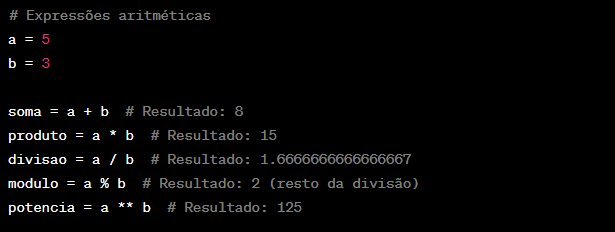 # Expressões aritméticas
a = 5
b = 3
soma = a + b  # Resultado: 8
produto = a * b  # Resultado: 15
divisao = a / b  # Resultado: 1.6666666666666667
modulo = a % b  # Resultado: 2 (resto da divisão)
potencia = a ** b  # Resultado: 125